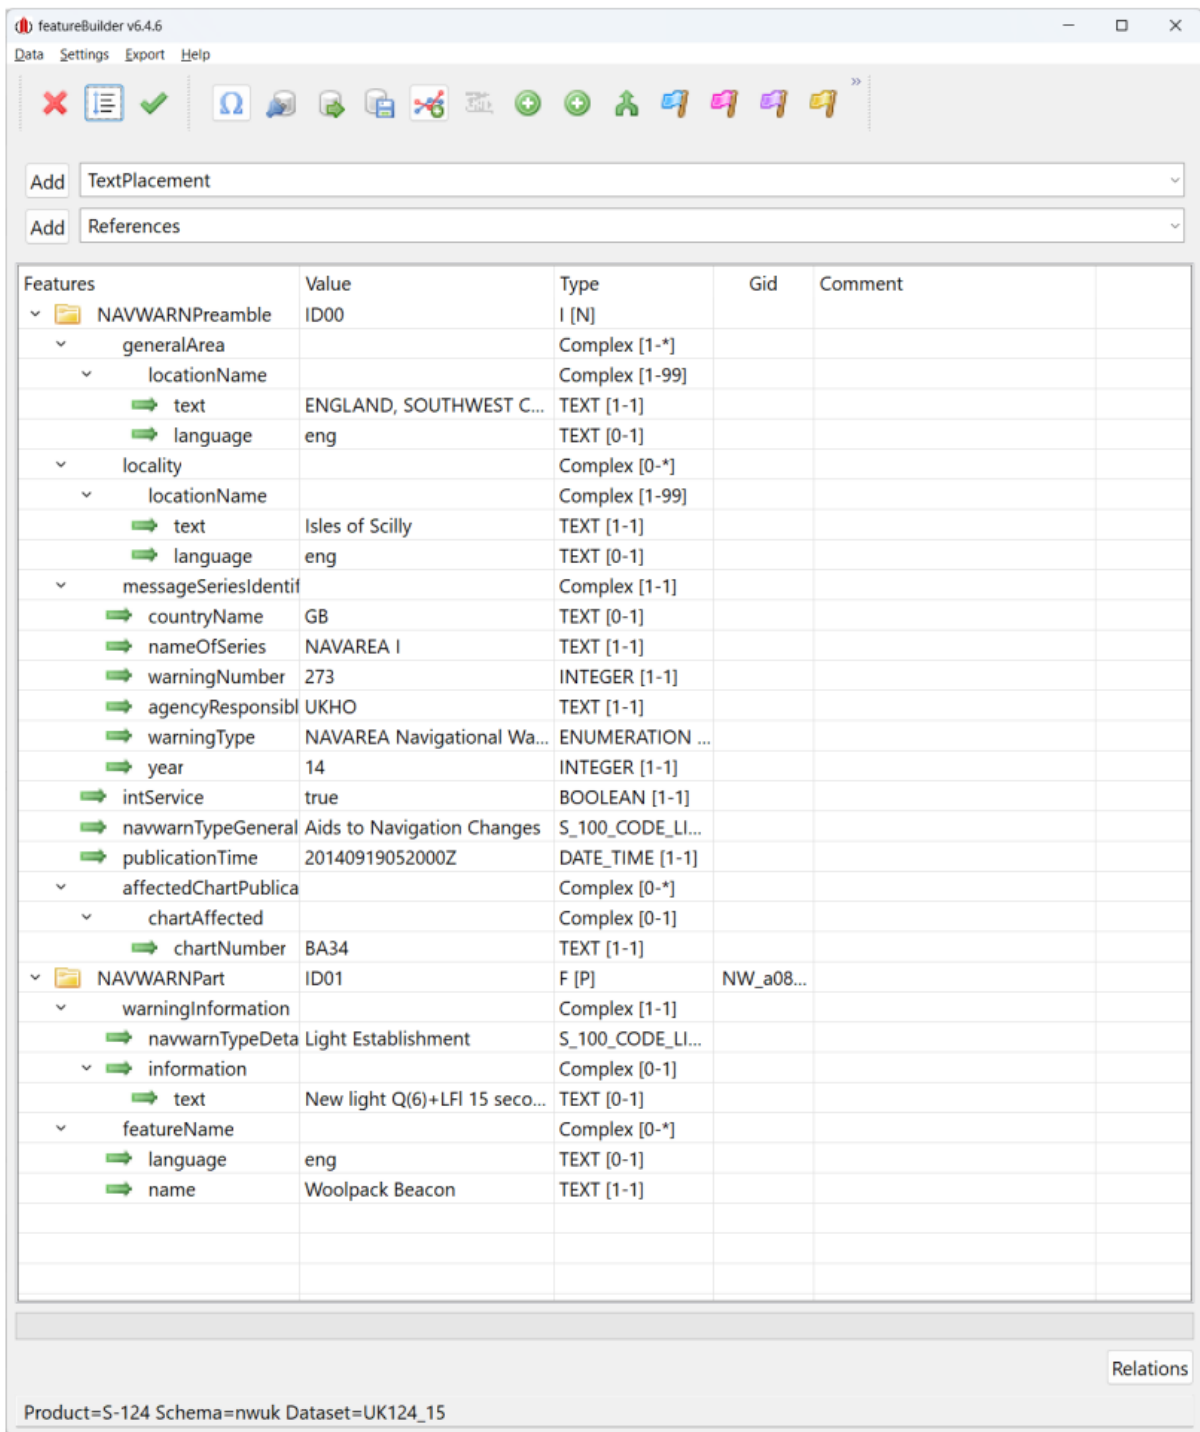 featureBuilder v6.4.6
Data Settings Export Help
Ω »
Add TextPlacement
Add References
Features Value Type Gid Comment
NAVWARNPreamble ID00 I [N]
generalArea Complex [1-*]
locationName Complex [1-99]
text ENGLAND, SOUTHWEST C... TEXT [1-1]
language eng TEXT [0-1]
locality Complex [0-*]
locationName Complex [1-99]
text Isles of Scilly TEXT [1-1]
language eng TEXT [0-1]
messageSeriesIdentif Complex [1-1]
countryName GB TEXT [0-1]
nameOfSeries NAVAREA I TEXT [1-1]
warningNumber 273 INTEGER [1-1]
agencyResponsibl UKHO TEXT [1-1]
warningType NAVAREA Navigational Wa... ENUMERATION ...
year 14 INTEGER [1-1]
intService true BOOLEAN [1-1]
navwarnTypeGeneral Aids to Navigation Changes S_100_CODE_LI...
publicationTime 20140919052000Z DATE_TIME [1-1]
affectedChartPublica Complex [0-*]
chartAffected Complex [0-1]
chartNumber BA34 TEXT [1-1]
NAVWARNPart ID01 F [P] NW_a08...
warningInformation Complex [1-1]
navwarnTypeDeta Light Establishment S_100_CODE_LI...
information Complex [0-1]
text New light Q(6)+LFl 15 seco... TEXT [0-1]
featureName Complex [0-*]
language eng TEXT [0-1]
name Woolpack Beacon TEXT [1-1]
Relations
Product=S-124 Schema=nwuk Dataset=UK124_15